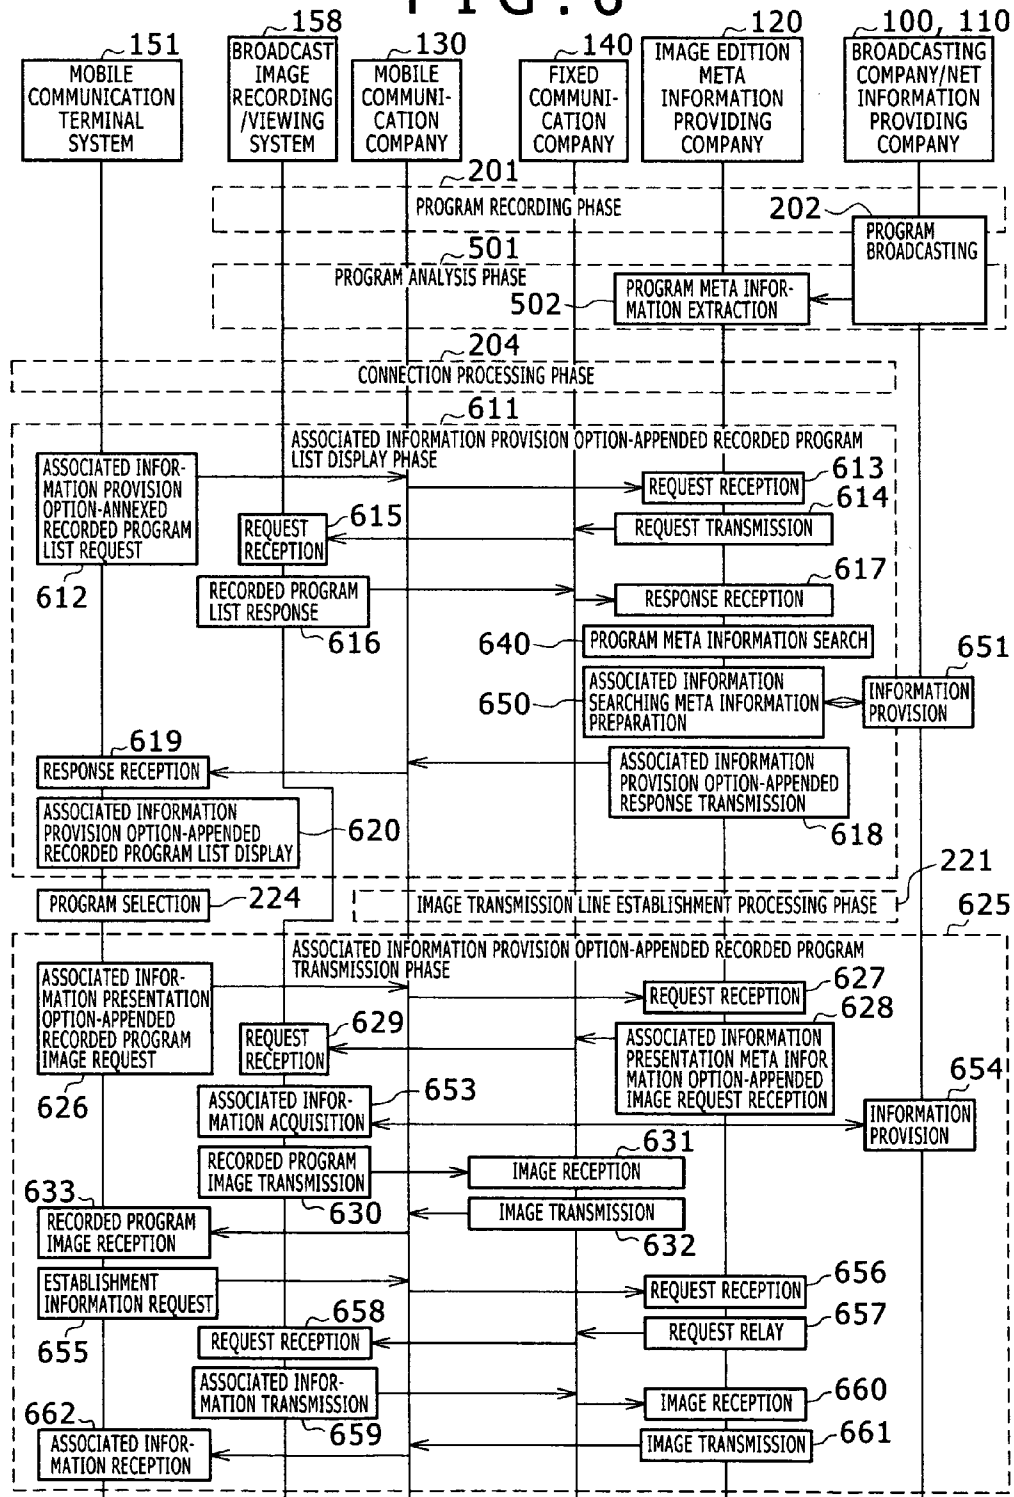 FIG. 6
151
158
130
140
120
100, 110
MOBILE
COMMUNICATION
TERMINAL
SYSTEM
BROADCAST
IMAGE
RECORDING
/VIEWING
SYSTEM
MOBILE
COMMUNI-
CATION
COMPANY
FIXED
COMMUNI-
CATION
COMPANY
IMAGE EDITION
META
INFORMATION
PROVIDING
COMPANY
BROADCASTING
COMPANY/NET
INFORMATION
PROVIDING
COMPANY
201
PROGRAM RECORDING PHASE
202
PROGRAM
BROADCASTING
501
PROGRAM ANALYSIS PHASE
502
PROGRAM META INFOR-
MATION EXTRACTION
204
CONNECTION PROCESSING PHASE
611
ASSOCIATED INFORMATION PROVISION OPTION-APPENDED RECORDED PROGRAM
LIST DISPLAY PHASE
ASSOCIATED INFOR-
MATION PROVISION
OPTION-ANNEXED
RECORDED PROGRAM
LIST REQUEST
612
613
REQUEST RECEPTION
614
REQUEST TRANSMISSION
615
REQUEST
RECEPTION
RECORDED PROGRAM
LIST RESPONSE
616
617
RESPONSE RECEPTION
640
PROGRAM META INFORMATION SEARCH
650
ASSOCIATED INFORMATION
SEARCHING META INFORMATION
PREPARATION
651
INFORMATION
PROVISION
619
RESPONSE RECEPTION
ASSOCIATED INFORMATION
PROVISION OPTION-APPENDED
RESPONSE TRANSMISSION
618
ASSOCIATED INFORMATION
PROVISION OPTION-APPENDED
RECORDED PROGRAM LIST DISPLAY
620
PROGRAM SELECTION
224
IMAGE TRANSMISSION LINE ESTABLISHMENT PROCESSING PHASE
221
625
ASSOCIATED INFORMATION PROVISION OPTION-APPENDED RECORDED PROGRAM
TRANSMISSION PHASE
ASSOCIATED INFOR-
MATION PRESENTATION
OPTION-APPENDED
RECORDED PROGRAM
IMAGE REQUEST
626
627
REQUEST RECEPTION
628
629
REQUEST
RECEPTION
ASSOCIATED INFORMATION
PRESENTATION META INFOR
MATION OPTION-APPENDED
IMAGE REQUEST RECEPTION
653
ASSOCIATED INFOR-
MATION ACQUISITION
654
INFORMATION
PROVISION
RECORDED PROGRAM
IMAGE TRANSMISSION
630
631
IMAGE RECEPTION
IMAGE TRANSMISSION
632
633
RECORDED PROGRAM
IMAGE RECEPTION
ESTABLISHMENT
INFORMATION REQUEST
655
656
REQUEST RECEPTION
657
REQUEST RELAY
658
REQUEST RECEPTION
ASSOCIATED INFOR-
MATION TRANSMISSION
659
660
IMAGE RECEPTION
IMAGE TRANSMISSION
661
662
ASSOCIATED INFOR-
MATION RECEPTION